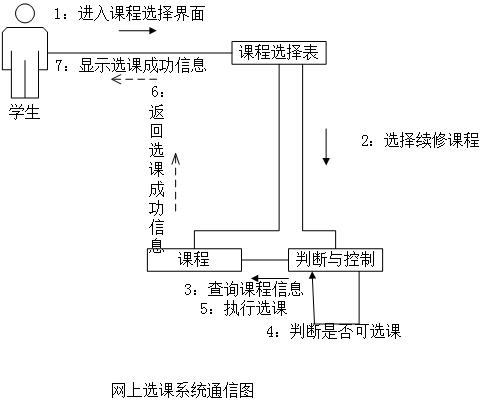 1：进入课程选择界面
课程选择表
7：显示选课成功信息
学生
6：
返
回
选
课
成
功
信
息
2：选择续修课程
课程
判断与控制
3：查询课程信息
5：执行选课
4：判断是否可选课
网上选课系统通信图